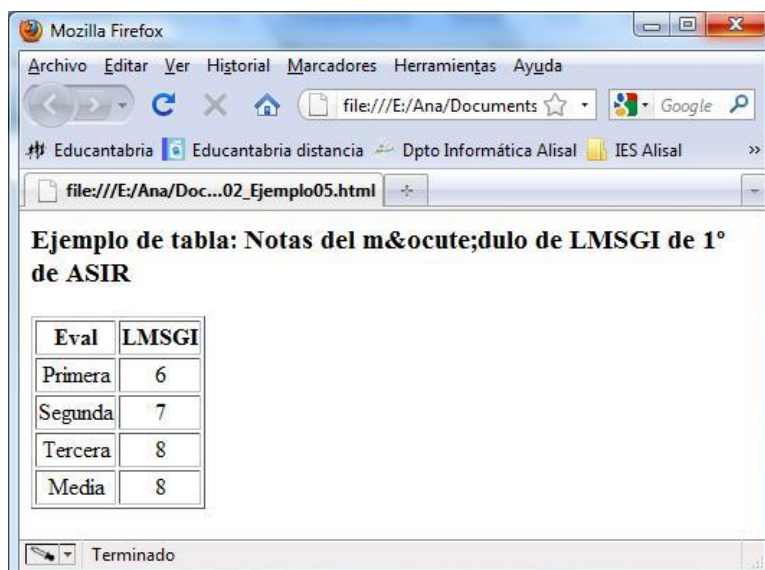 Mozilla Firefox
Archivo Editar Ver Historial Marcadores Herramientas Ayuda
file:///E:/Ana/Documents Google
Educantabria Educantabria distancia Dpto Informática Alisal IES Alisal »
file:///E:/Ana/Doc...02_Ejemplo05.html
Ejemplo de tabla: Notas del m&ocute;dulo de LMSGI de 1º
de ASIR
Eval LMSGI
Primera 6
Segunda 7
Tercera 8
Media 8
Terminado